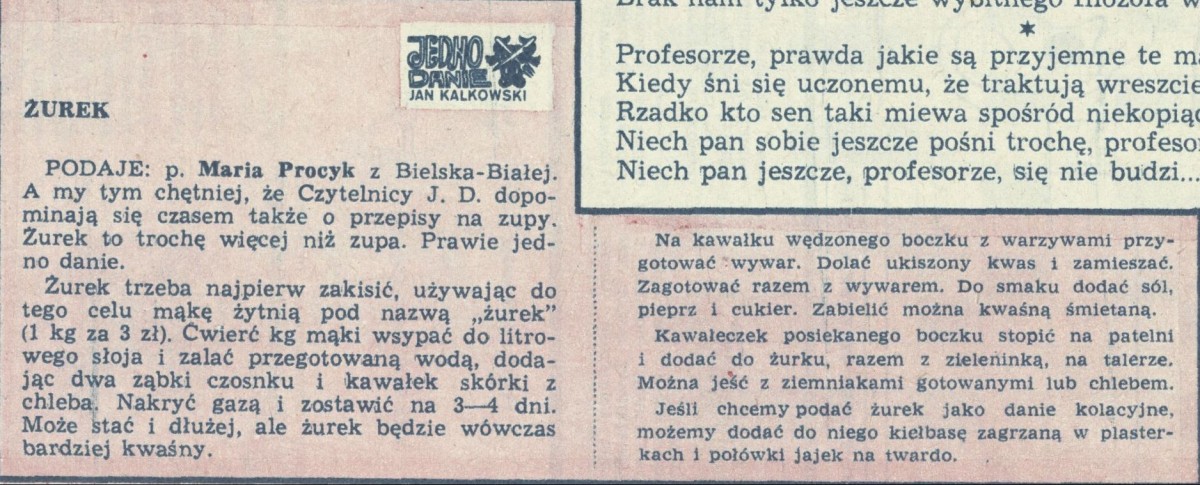 JEDNO
DANIE
JAN KALKOWSKI
ŻUREK
PODAJE: p. Maria Procyk z Bielska-Białej.
A my tym chętniej, że Czytelnicy J. D. dopo-
minają się czasem także o przepisy na zupy.
Żurek to trochę więcej niż zupa. Prawie jed-
no danie.
Żurek trzeba najpierw zakisić, używając do
tego celu mąkę żytnią pod nazwą „żurek”
(1 kg za 3 zł). Ćwierć kg mąki wsypać do litro-
wego słoja i zalać przegotowaną wodą, doda-
jąc dwa ząbki czosnku i kawałek skórki z
chleba. Nakryć gazą i zostawić na 3—4 dni.
Może stać i dłużej, ale żurek będzie wówczas
bardziej kwaśny.
Brak nam tylko jeszcze wybitnego filozofa w
*
Profesorze, prawda jakie są przyjemne te
Kiedy śni się uczonemu, że traktują wreszcie
Rzadko kto sen taki miewa spośród
Niech pan sobie jeszcze pośni trochę,
Niech pan jeszcze, profesorze, się nie budzi...
Na kawałku wędzonego boczku z warzywami przy-
gotować wywar. Dolać ukiszony kwas i zamieszać.
Zagotować razem z wywarem. Do smaku dodać sól,
pieprz i cukier. Zabielić można kwaśną śmietaną.
Kawałeczek posiekanego boczku stopić na patelni
i dodać do żurku, razem z zieleninką, na talerze.
Można jeść z ziemniakami gotowanymi lub chlebem.
Jeśli chcemy podać żurek jako danie kolacyjne,
możemy dodać do niego kiełbasę zagrzaną w plaster-
kach i połówki jajek na twardo.